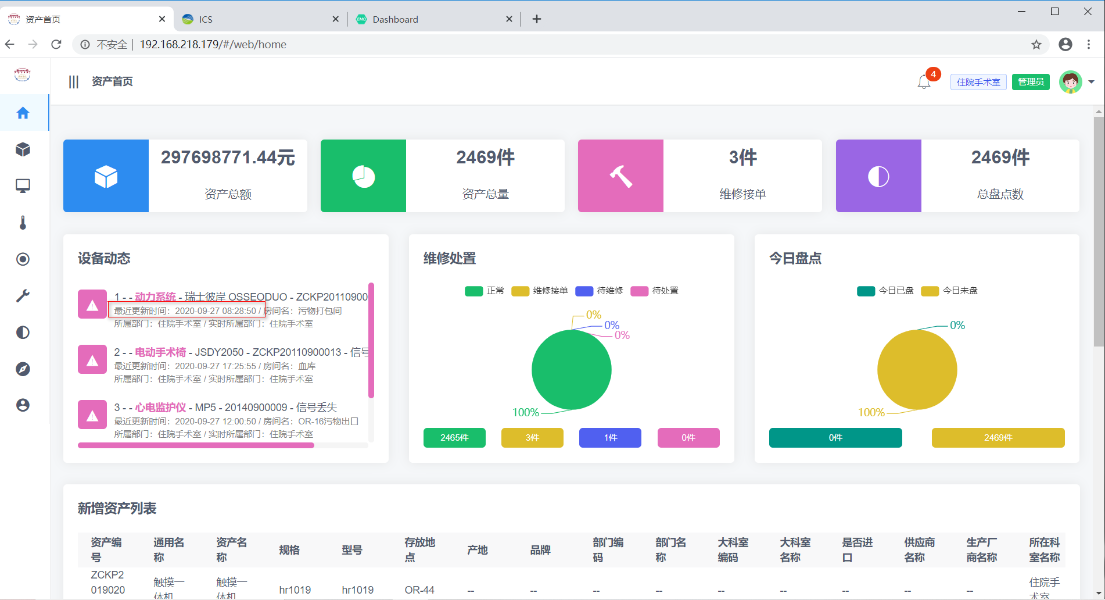 资产首页
ICS
Dashboard
不安全 | 192.168.218.179/#/web/home
资产首页
4
住院手术室
管理员
297698771.44元
资产总额
2469件
资产总量
3件
维修接单
2469件
总盘点数
设备动态
1 - - 动力系统 - 瑞士彼岸 OSSEODUO - ZCKP20110900
最近更新时间：2020-09-27 08:28:50 / 房间名：污物打包间
所属部门：住院手术室 / 实时所属部门：住院手术室
2 - - 电动手术椅 - JSDY2050 - ZCKP20110900013 - 信号
最近更新时间：2020-09-27 17:25:55 / 房间名：血库
所属部门：住院手术室 / 实时所属部门：住院手术室
3 - - 心电监护仪 - MP5 - 20140900009 - 信号丢失
最近更新时间：2020-09-27 12:00:50 / 房间名：OR-16污物出口
所属部门：住院手术室 / 实时所属部门：住院手术室
维修处置
正常 维修接单 待维修 待处置
0%
0%
0%
100%
2465件 3件 1件 0件
今日盘点
今日已盘 今日未盘
0%
100%
0件 2469件
新增资产列表
资产编号 通用名称 资产名称 规格 型号 存放地点 产地 品牌 部门编码 部门名称 大科室编码 大科室名称 是否进口 供应商名称 生产厂商名称 所在科室名称
ZCKP2019020 触摸一体机 触摸一体机 hr1019 hr1019 OR-44 -- -- -- -- -- -- -- -- -- 住院手术室